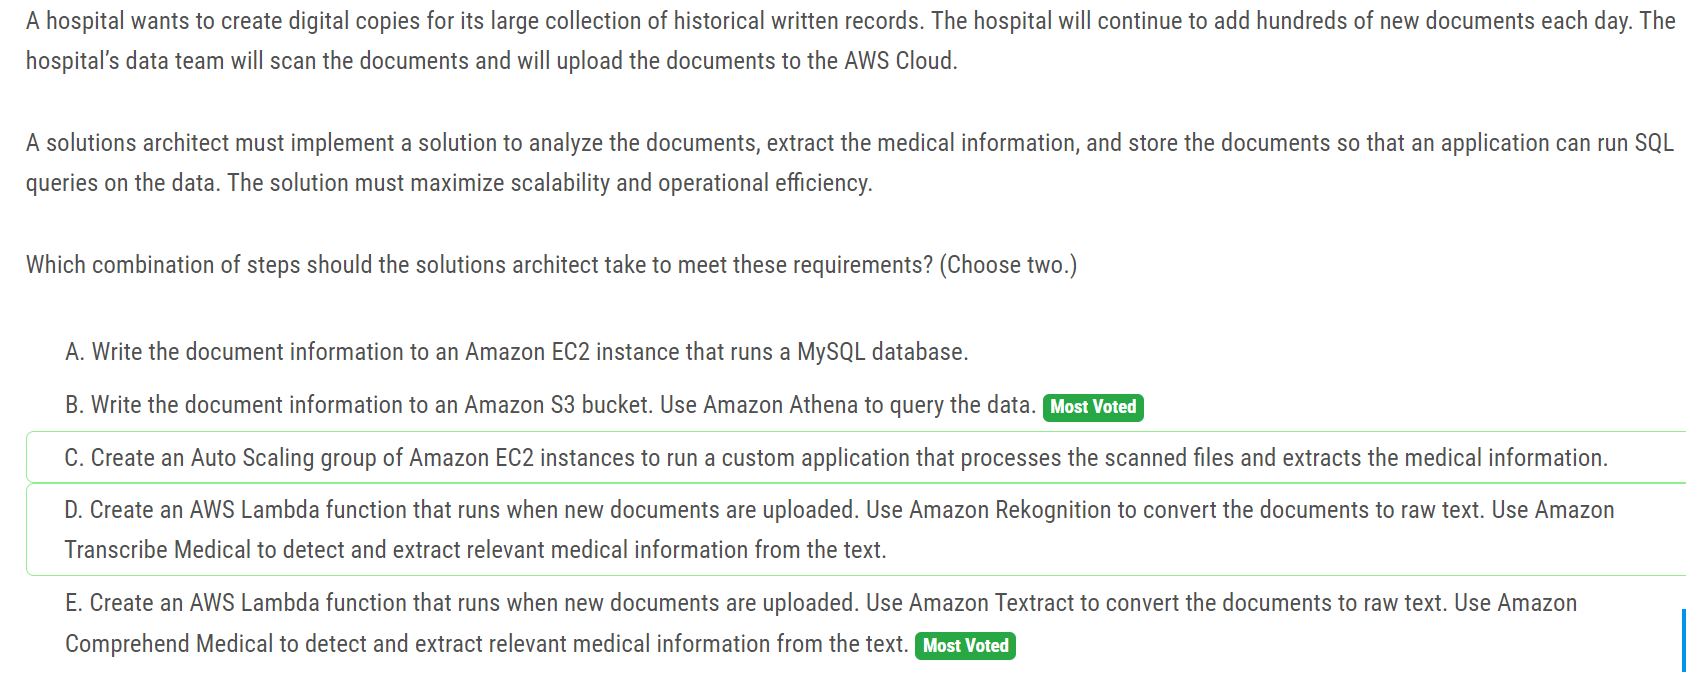 A hospital wants to create digital copies for its large collection of historical written records. The hospital will continue to add hundreds of new documents each day. The
hospital’s data team will scan the documents and will upload the documents to the AWS Cloud.
A solutions architect must implement a solution to analyze the documents, extract the medical information, and store the documents so that an application can run SQL
queries on the data. The solution must maximize scalability and operational efficiency.
Which combination of steps should the solutions architect take to meet these requirements? (Choose two.)
A. Write the document information to an Amazon EC2 instance that runs a MySQL database.
B. Write the document information to an Amazon S3 bucket. Use Amazon Athena to query the data. Most Voted
C. Create an Auto Scaling group of Amazon EC2 instances to run a custom application that processes the scanned files and extracts the medical information.
D. Create an AWS Lambda function that runs when new documents are uploaded. Use Amazon Rekognition to convert the documents to raw text. Use Amazon
Transcribe Medical to detect and extract relevant medical information from the text.
E. Create an AWS Lambda function that runs when new documents are uploaded. Use Amazon Textract to convert the documents to raw text. Use Amazon
Comprehend Medical to detect and extract relevant medical information from the text. Most Voted